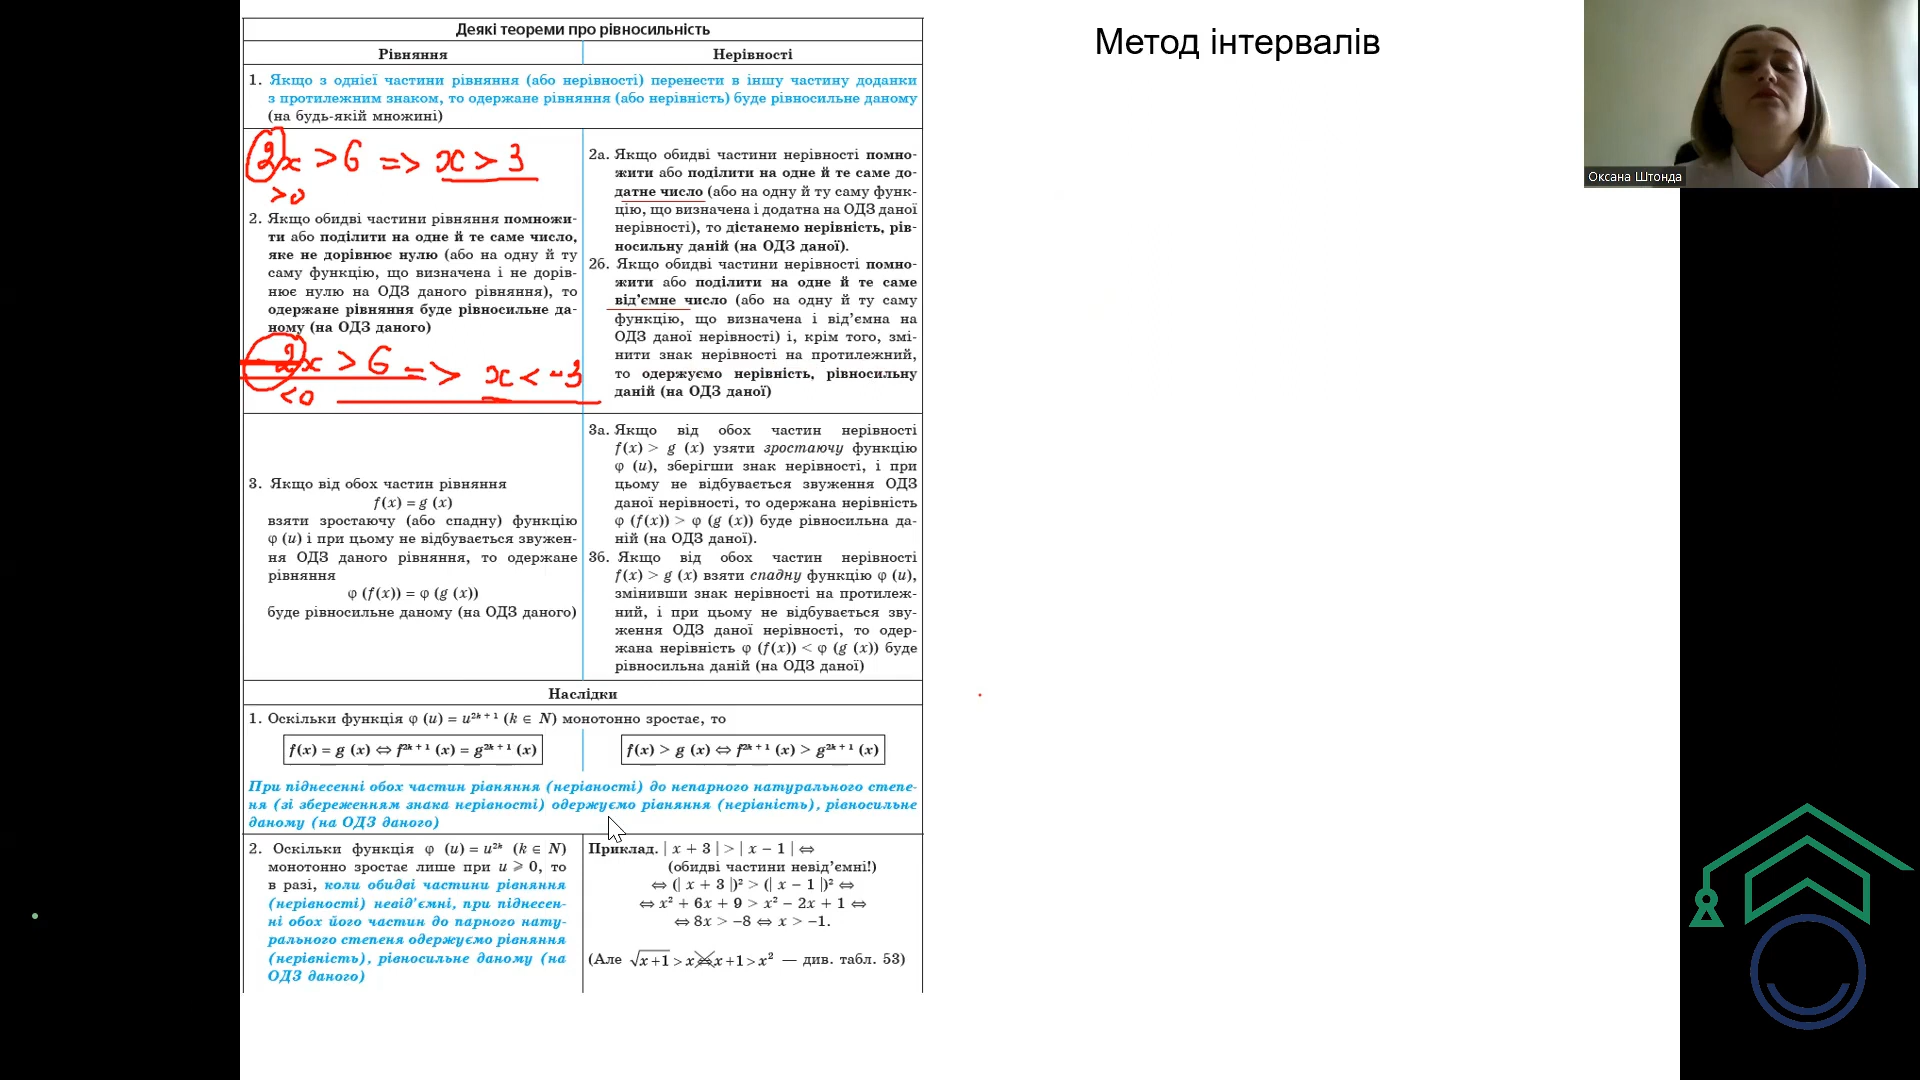 Деякі теореми про рівносильність
Рівняння
Нерівності
1. Якщо з однієї частини рівняння (або нерівності) перенести в іншу частину доданки
з протилежним знаком, то одержане рівняння (або нерівність) буде рівносильне даному
(на будь-якій множині)
2x > 6 => x > 3
>0
2. Якщо обидві частини рівняння помножи-
ти або поділити на одне й те саме число,
яке не дорівнює нулю (або на одну й ту
саму функцію, що визначена і не дорів-
нює нулю на ОДЗ даного рівняння), то
одержане рівняння буде рівносильне да-
ному (на ОДЗ даного)
-2x > 6 => x < -3
<0
2а. Якщо обидві частини нерівності помно-
жити або поділити на одне й те саме до-
датне число (або на одну й ту саму функ-
цію, що визначена і додатна на ОДЗ даної
нерівності), то дістанемо нерівність, рів-
носильну даній (на ОДЗ даної).
2б. Якщо обидві частини нерівності помно-
жити або поділити на одне й те саме
від’ємне число (або на одну й ту саму
функцію, що визначена і від’ємна на
ОДЗ даної нерівності) і, крім того, змі-
нити знак нерівності на протилежний,
то одержуємо нерівність, рівносильну
даній (на ОДЗ даної)
3. Якщо від обох частин рівняння
f(x) = g (x)
взяти зростаючу (або спадну) функцію
φ (u) і при цьому не відбувається звужен-
ня ОДЗ даного рівняння, то одержане
рівняння
φ (f(x)) = φ (g (x))
буде рівносильне даному (на ОДЗ даного)
3а. Якщо від обох частин нерівності
f(x) > g (x) узяти зростаючу функцію
φ (u), зберігши знак нерівності, і при
цьому не відбувається звуження ОДЗ
даної нерівності, то одержана нерівність
φ (f(x)) > φ (g (x)) буде рівносильна да-
ній (на ОДЗ даної).
3б. Якщо від обох частин нерівності
f(x) > g (x) взяти спадну функцію φ (u),
змінивши знак нерівності на протилеж-
ний, і при цьому не відбувається зву-
ження ОДЗ даної нерівності, то одер-
жана нерівність φ (f(x)) < φ (g (x)) буде
рівносильна даній (на ОДЗ даної)
Наслідки
1. Оскільки функція φ (u) = u²ᵏ⁺¹ (k ∈ N) монотонно зростає, то
f(x) = g (x) ⇔ f²ᵏ⁺¹ (x) = g²ᵏ⁺¹ (x)
f(x) > g (x) ⇔ f²ᵏ⁺¹ (x) > g²ᵏ⁺¹ (x)
При піднесенні обох частин рівняння (нерівності) до непарного натурального степе-
ня (зі збереженням знака нерівності) одержуємо рівняння (нерівність), рівносильне
даному (на ОДЗ даного)
2. Оскільки функція φ (u) = u²ᵏ (k ∈ N)
монотонно зростає лише при u ⩾ 0, то
в разі, коли обидві частини рівняння
(нерівності) невід’ємні, при піднесен-
ні обох його частин до парного нату-
рального степеня одержуємо рівняння
(нерівність), рівносильне даному (на
ОДЗ даного)
Приклад. | x + 3 | > | x − 1 | ⇔
(обидві частини невід’ємні!)
⇔ (| x + 3 |)² > (| x − 1 |)² ⇔
⇔ x² + 6x + 9 > x² − 2x + 1 ⇔
⇔ 8x > −8 ⇔ x > −1.
(Але √x+1 > x ⇔ x+1 > x² — див. табл. 53)
Метод інтервалів
Оксана Штонда